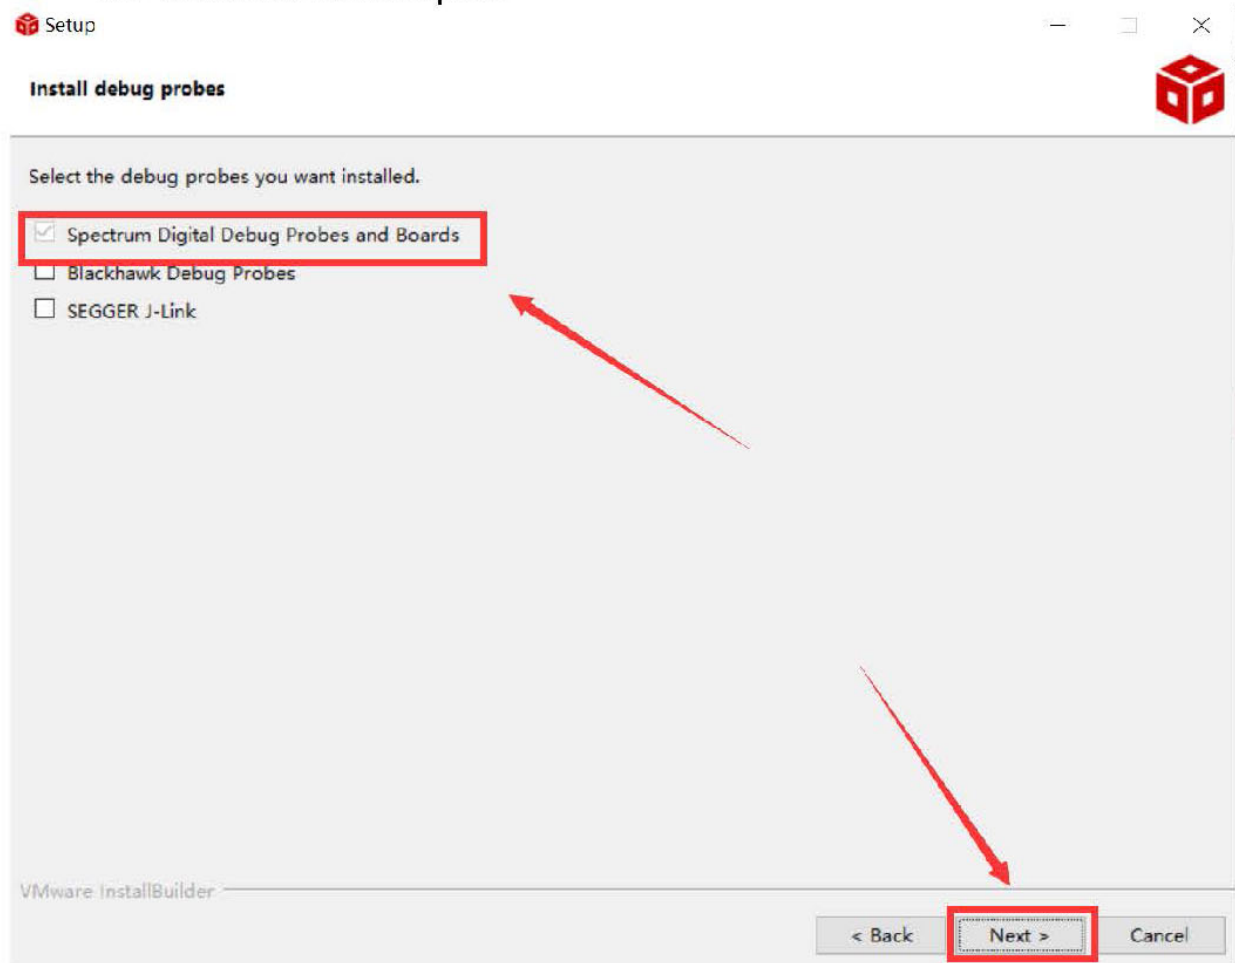 Setup
Install debug probes
Select the debug probes you want installed.
Spectrum Digital Debug Probes and Boards
Blackhawk Debug Probes
SEGGER J-Link
VMware InstallBuilder
< Back Next > Cancel